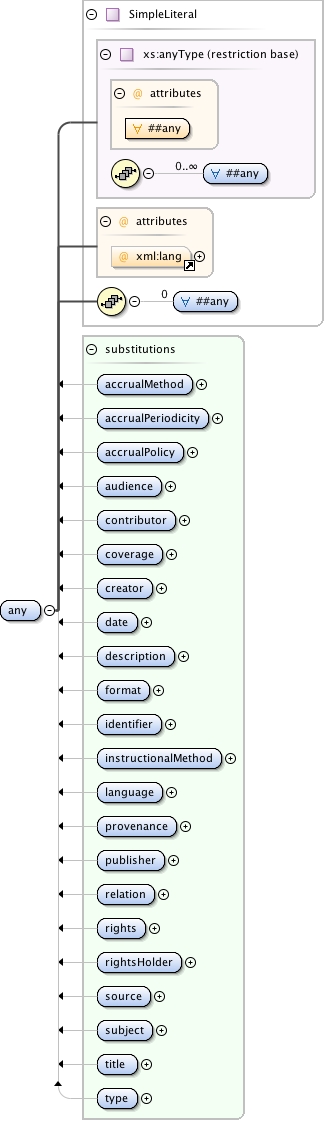 SimpleLiteral
xs:anyType (restriction base)
@ attributes
∀ ##any
0..∞
∀ ##any
@ attributes
@ xml:lang
0
∀ ##any
substitutions
accrualMethod
accrualPeriodicity
accrualPolicy
audience
contributor
coverage
creator
any
date
description
format
identifier
instructionalMethod
language
provenance
publisher
relation
rights
rightsHolder
source
subject
title
type